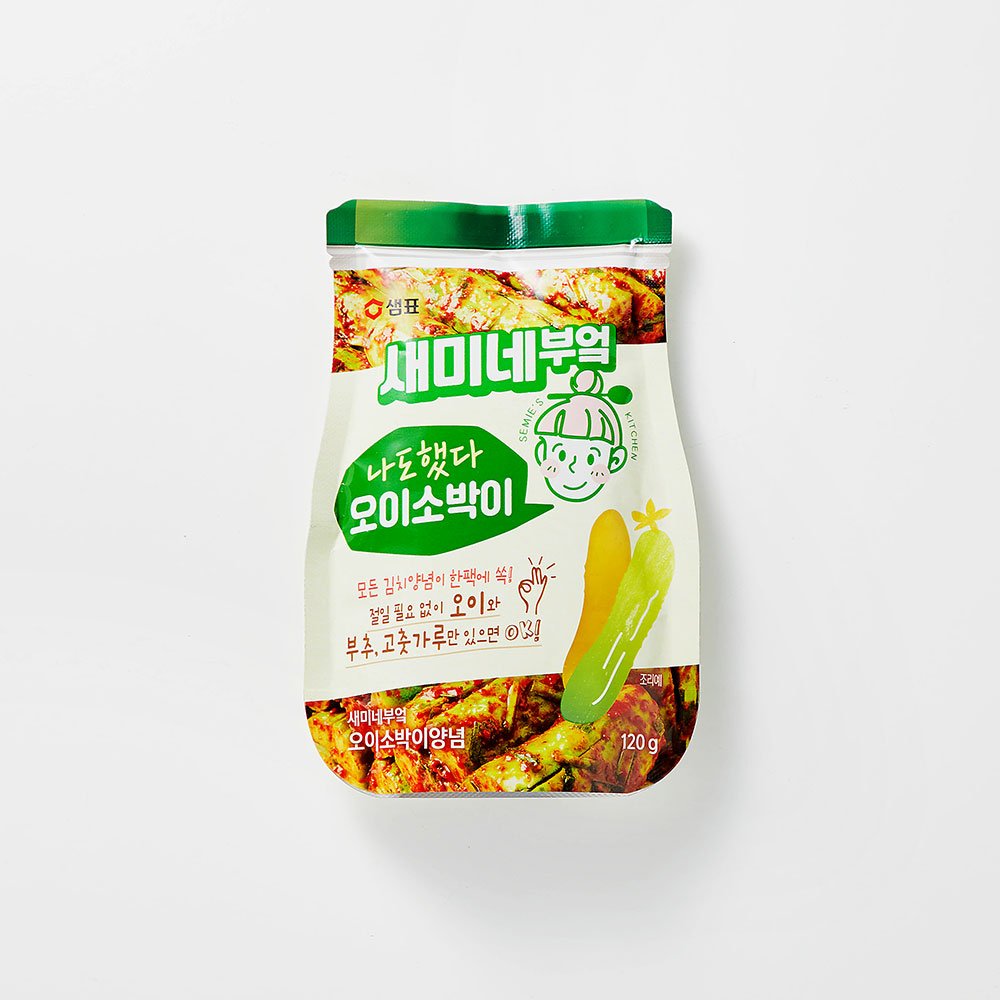 샘표
새미네부엌
SEMIE'S KITCHEN
나도했다
오이소박이
모든 김치양념이 한팩에 쏙!
절일 필요 없이 오이와
부추, 고춧가루만 있으면 OK!
조리예
새미네부엌
오이소박이양념
120 g